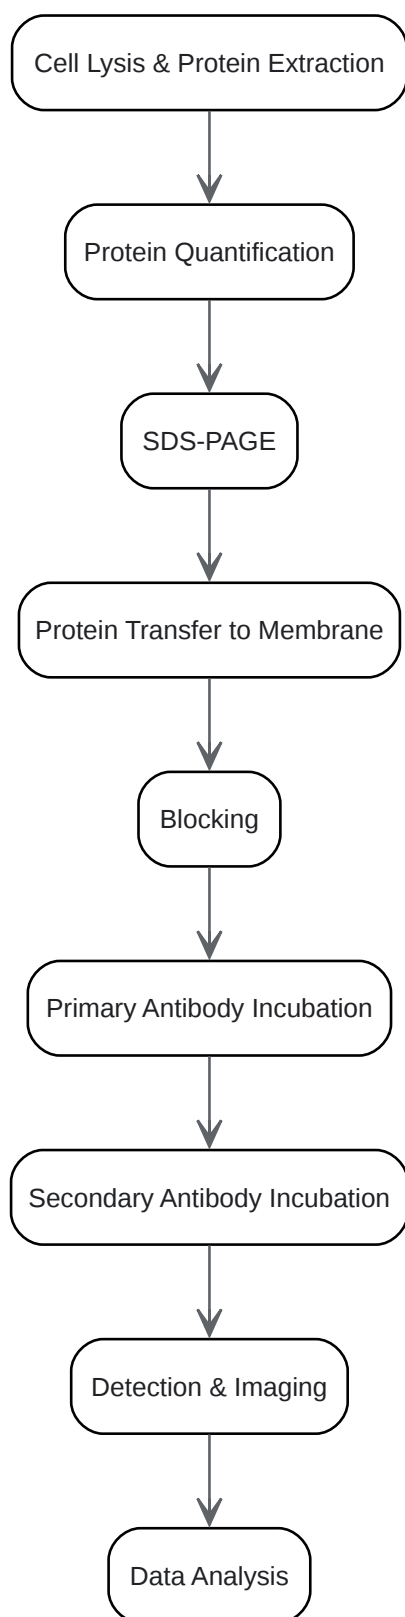 Cell Lysis & Protein Extraction
Protein Quantification
SDS-PAGE
Protein Transfer to Membrane
Blocking
Primary Antibody Incubation
Secondary Antibody Incubation
Detection & Imaging
Data Analysis